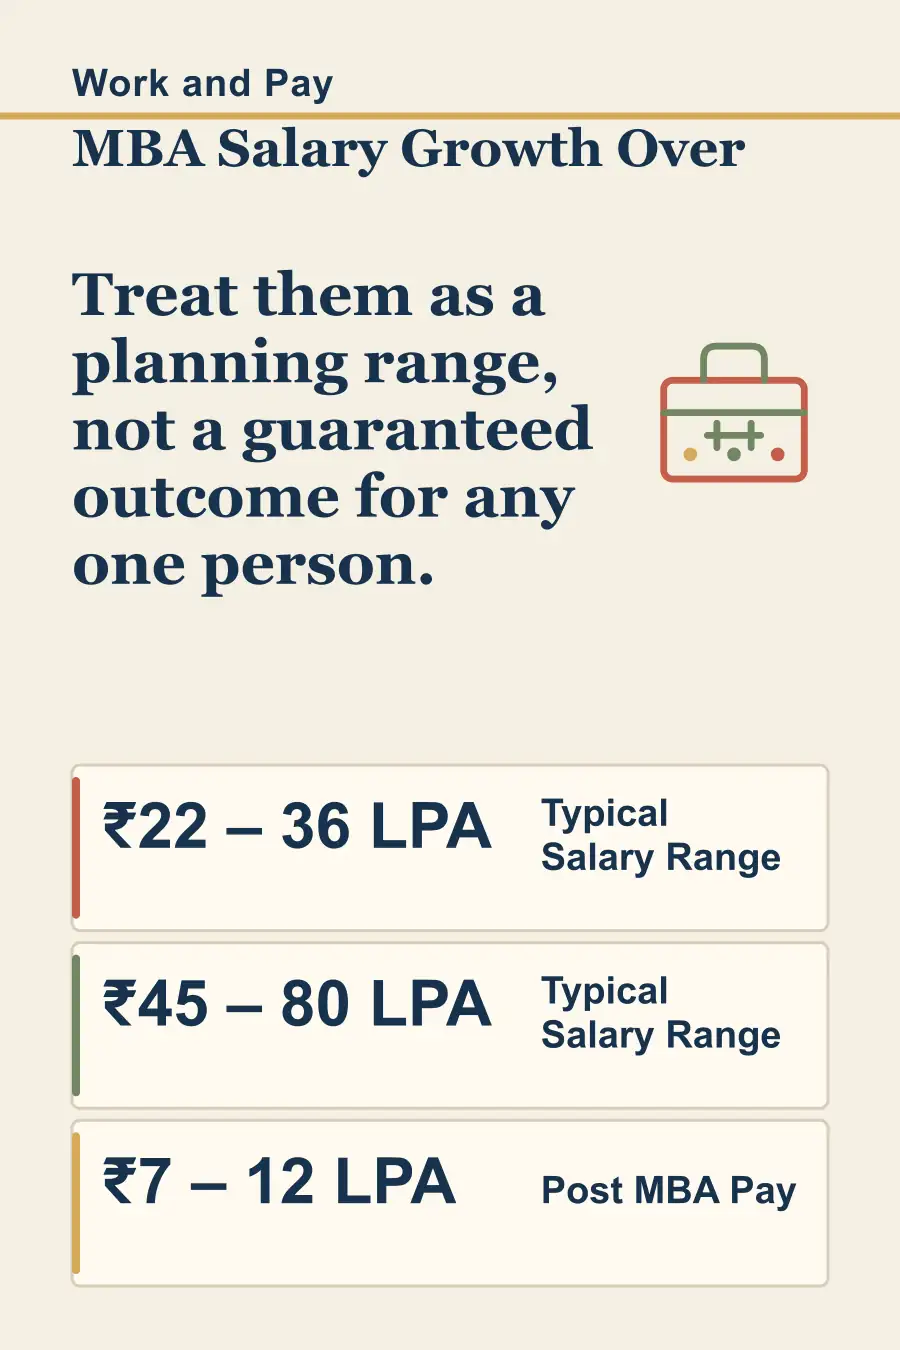 Work and Pay
MBA Salary Growth Over
Treat them as a
planning range,
not a guaranteed
outcome for any
one person.
₹22 – 36 LPA
Typical
Salary Range
₹45 – 80 LPA
Typical
Salary Range
₹7 – 12 LPA
Post MBA Pay